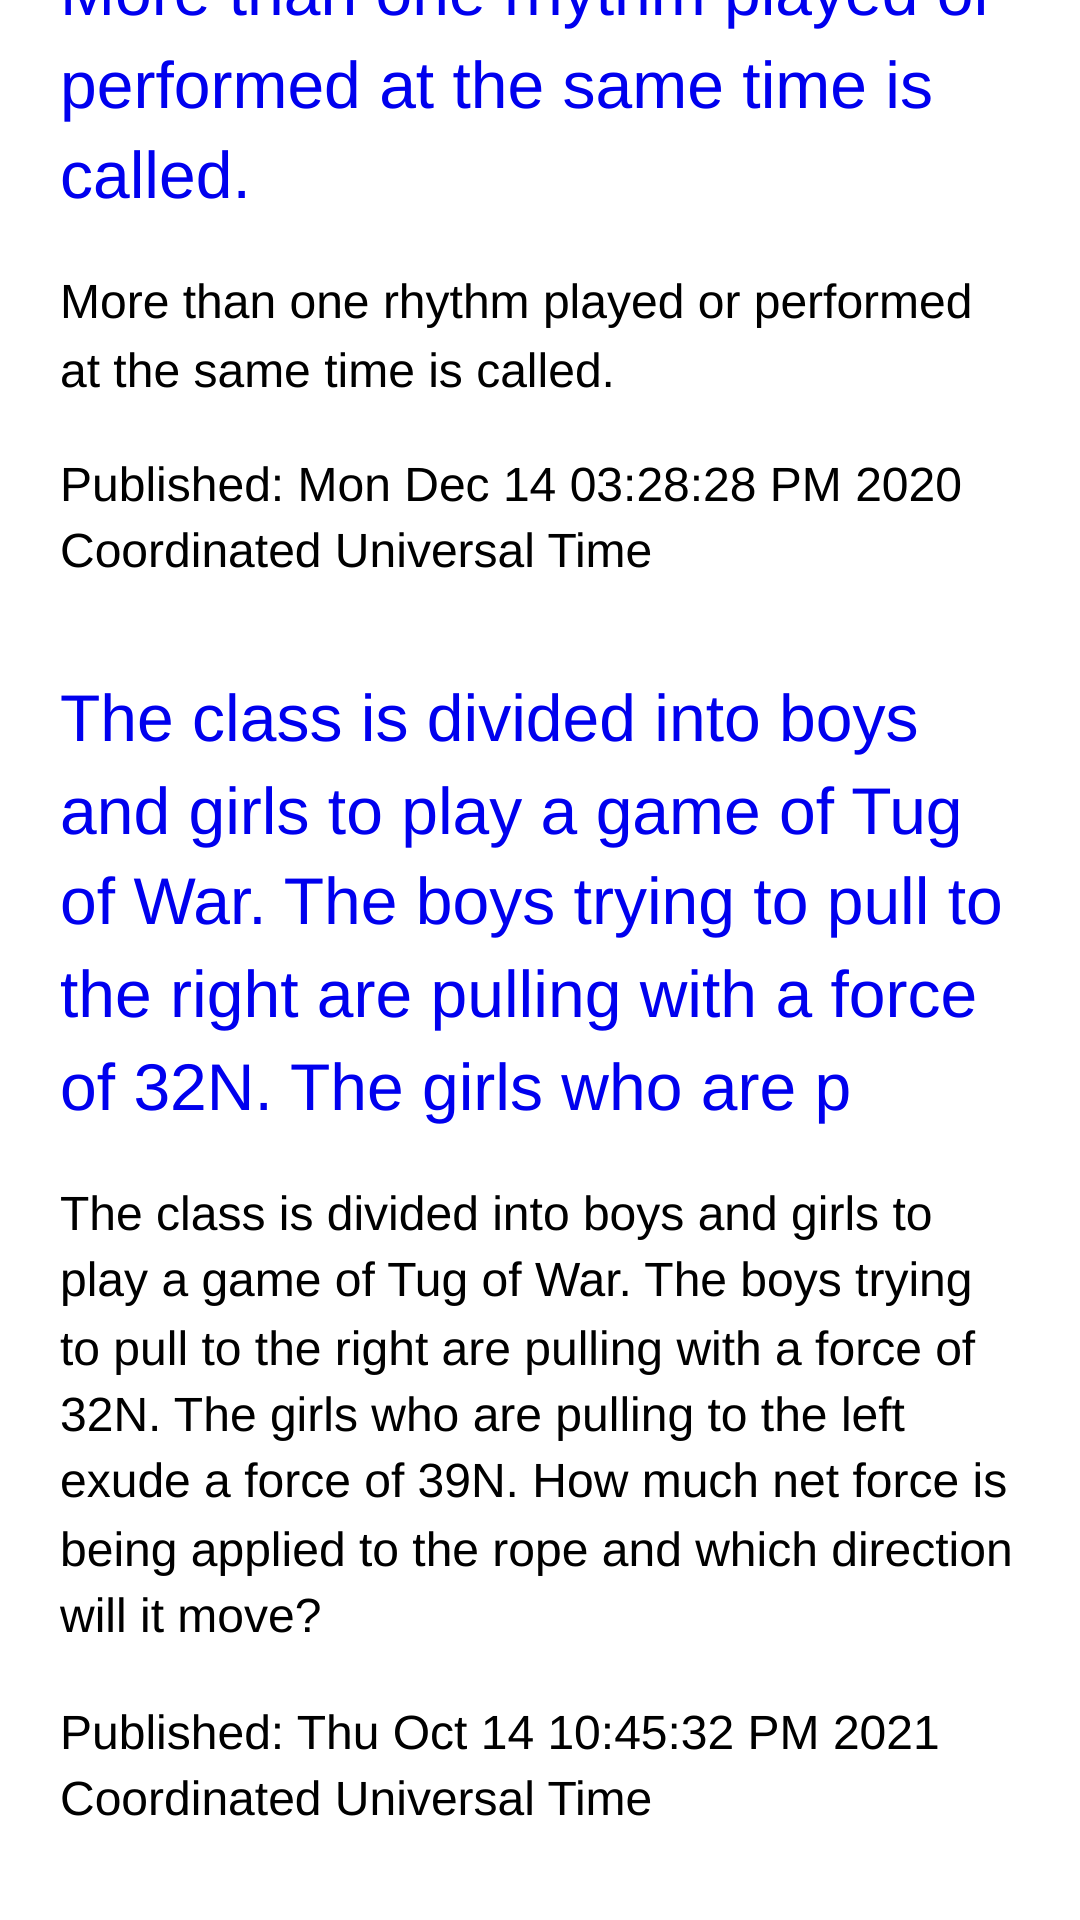 More than one rhythm played or
performed at the same time is
called.
More than one rhythm played or performed
at the same time is called.
Published: Mon Dec 14 03:28:28 PM 2020
Coordinated Universal Time
The class is divided into boys
and girls to play a game of Tug
of War. The boys trying to pull to
the right are pulling with a force
of 32N. The girls who are p
The class is divided into boys and girls to
play a game of Tug of War. The boys trying
to pull to the right are pulling with a force of
32N. The girls who are pulling to the left
exude a force of 39N. How much net force is
being applied to the rope and which direction
will it move?
Published: Thu Oct 14 10:45:32 PM 2021
Coordinated Universal Time